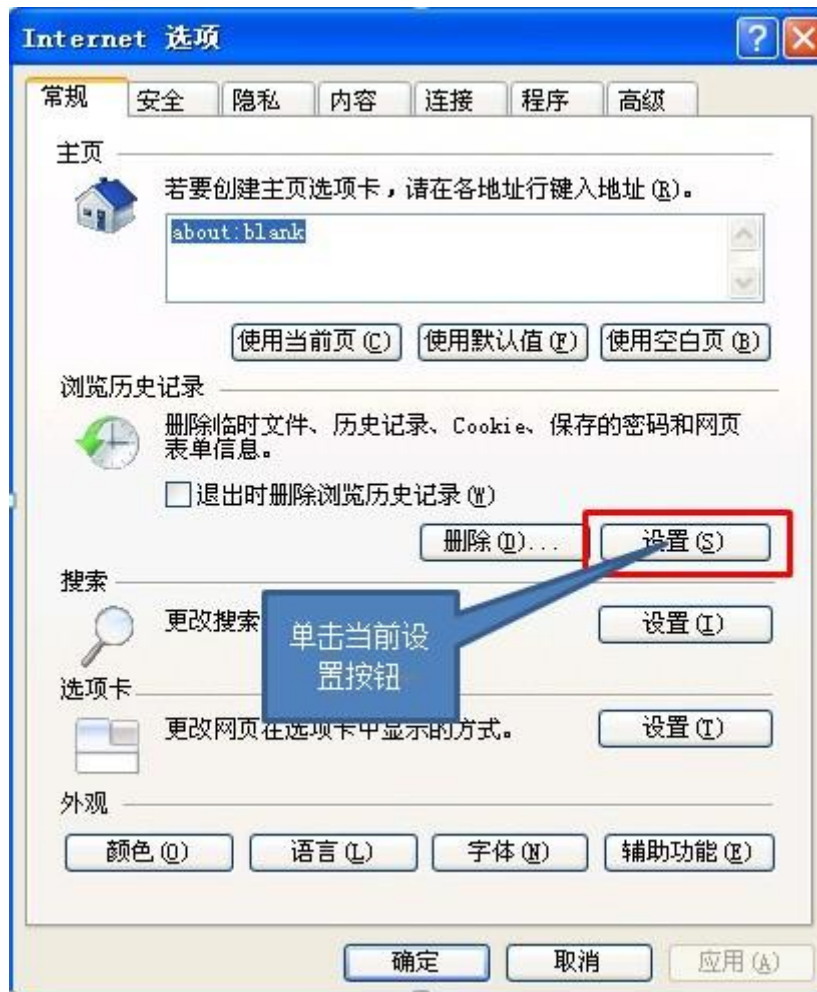 Internet 选项
常规 安全 隐私 内容 连接 程序 高级
主页
若要创建主页选项卡，请在各地址行键入地址(R)。
about:blank
使用当前页(C) 使用默认值(F) 使用空白页(B)
浏览历史记录
删除临时文件、历史记录、Cookie、保存的密码和网页
表单信息。
退出时删除浏览历史记录(W)
删除(D)... 设置(S)
搜索
更改搜索 设置(I)
单击当前设
置按钮
选项卡
更改网页在选项卡中显示的方式。 设置(T)
外观
颜色(O) 语言(L) 字体(N) 辅助功能(E)
确定 取消 应用(A)